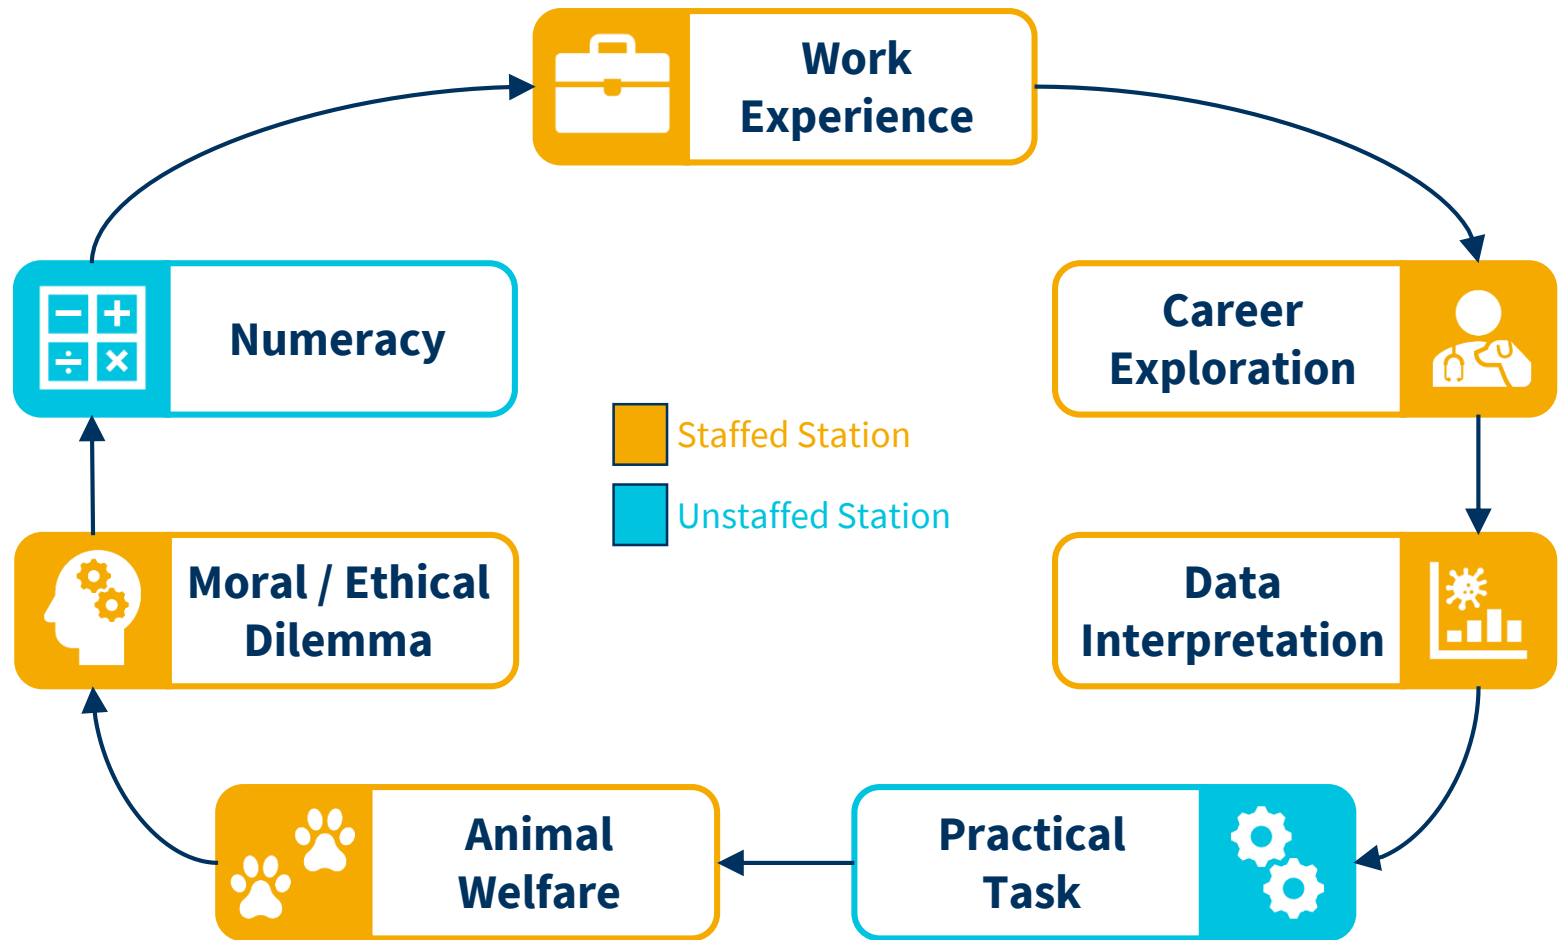 Work
Experience
Career
Exploration
Data
Interpretation
Practical
Task
Animal
Welfare
Moral / Ethical
Dilemma
Numeracy
Staffed Station
Unstaffed Station